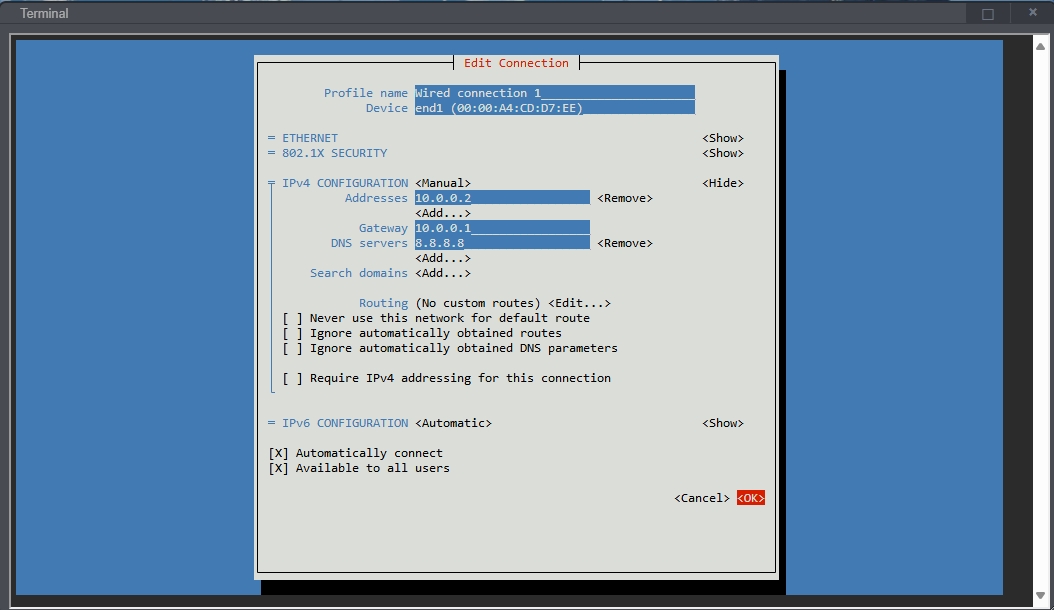 Terminal
Edit Connection
Profile name Wired connection 1
Device end1 (00:00:A4:CD:D7:EE)
= ETHERNET <Show>
= 802.1X SECURITY <Show>
IPv4 CONFIGURATION <Manual> <Hide>
Addresses 10.0.0.2 <Remove>
<Add...>
Gateway 10.0.0.1
DNS servers 8.8.8.8 <Remove>
<Add...>
Search domains <Add...>
Routing (No custom routes) <Edit...>
[ ] Never use this network for default route
[ ] Ignore automatically obtained routes
[ ] Ignore automatically obtained DNS parameters
[ ] Require IPv4 addressing for this connection
= IPv6 CONFIGURATION <Automatic> <Show>
[X] Automatically connect
[X] Available to all users
<Cancel> <OK>